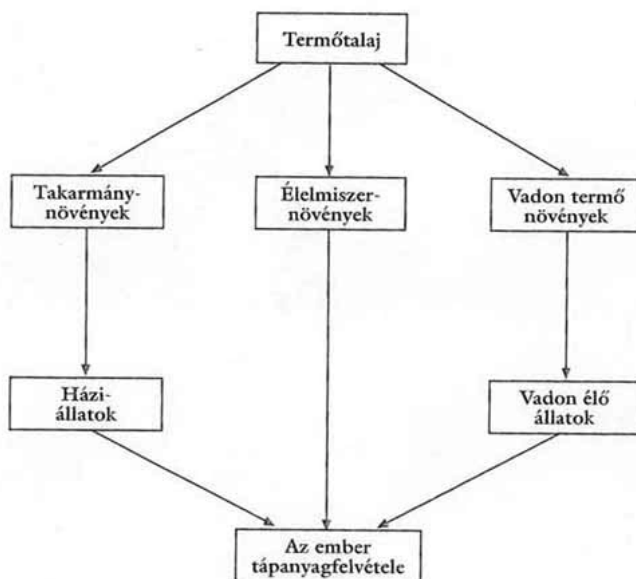 Termőtalaj
Takarmány-
növények
Élelmiszer-
növények
Vadon termő
növények
Házi-
állatok
Vadon élő
állatok
Az ember
tápanyagfelvétele